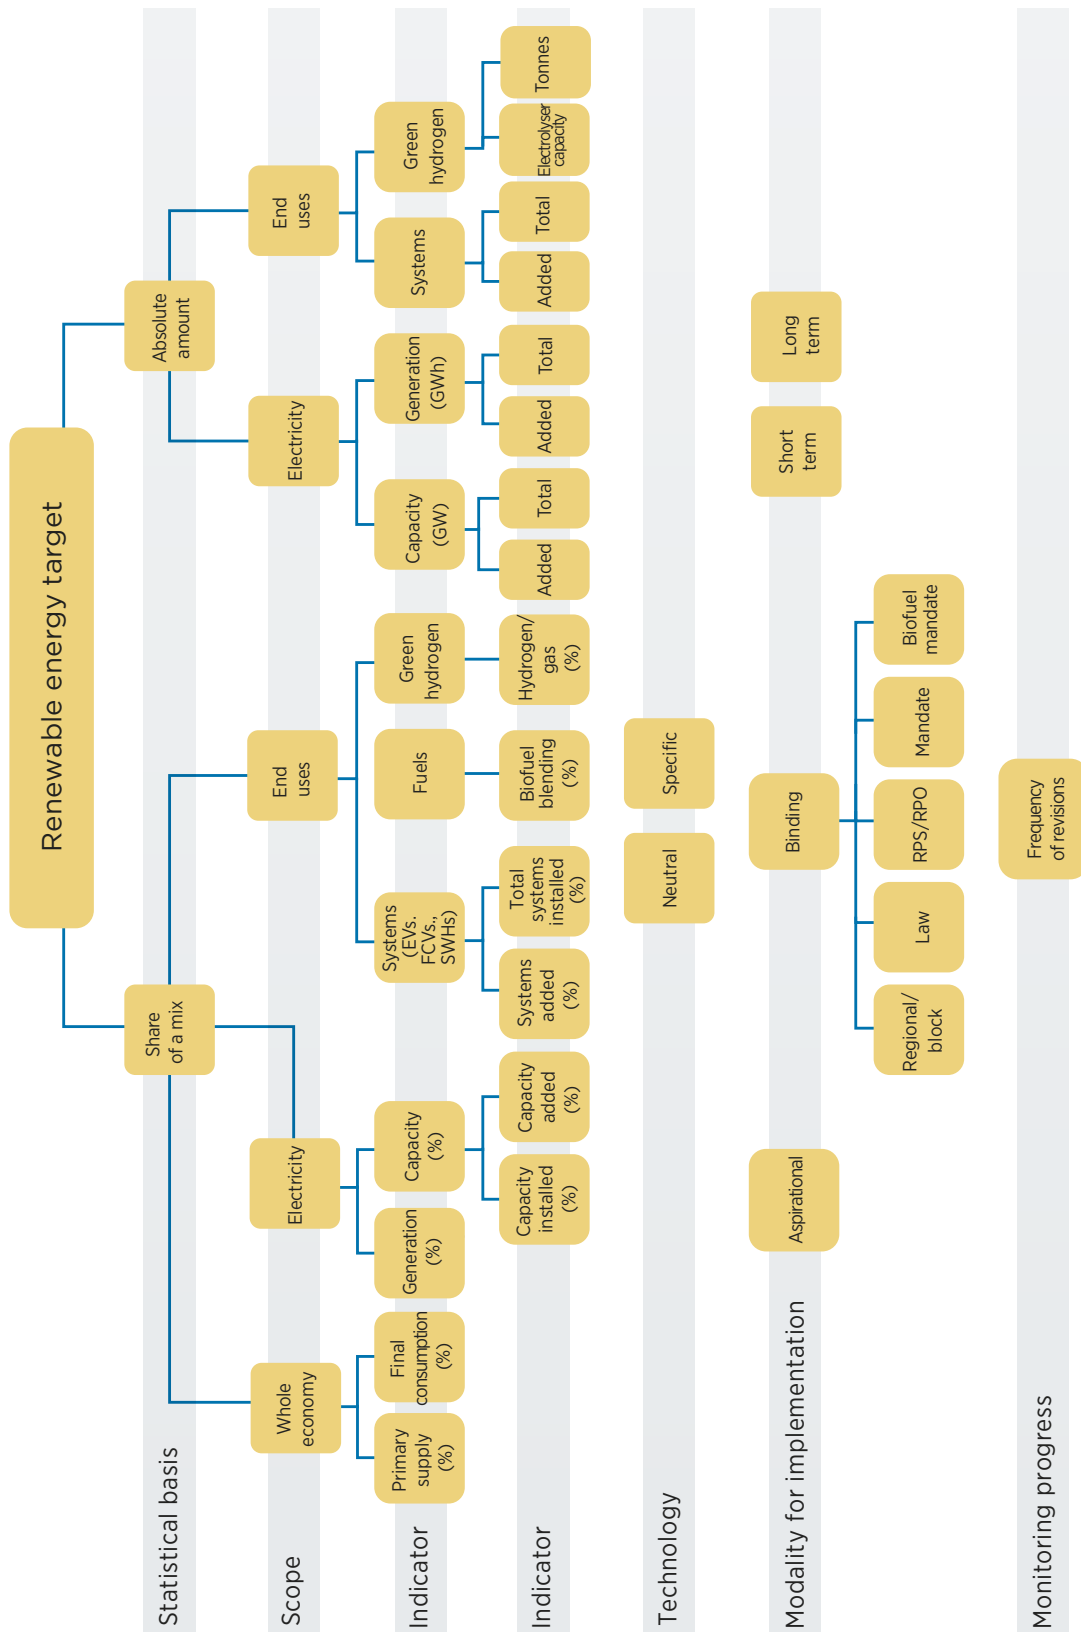 Renewable energy target
Statistical basis
Share
of a mix
Absolute
amount
Scope
Whole
economy
Electricity
End
uses
Electricity
End
uses
Indicator
Primary
supply
(%)
Final
consumption
(%)
Generation
(%)
Capacity
(%)
Systems
(EVs.
FCVs.,
SWHs)
Fuels
Green
hydrogen
Capacity
(GW)
Generation
(GWh)
Systems
Green
hydrogen
Indicator
Capacity
installed
(%)
Capacity
added
(%)
Systems
added
(%)
Total
systems
installed
(%)
Biofuel
blending
(%)
Hydrogen/
gas
(%)
Added
Total
Added
Total
Added
Total
Electrolyser
capacity
Tonnes
Technology
Neutral
Specific
Modality for implementation
Aspirational
Binding
Short
term
Long
term
Regional/
block
Law
RPS/RPO
Mandate
Biofuel
mandate
Monitoring progress
Frequency
of revisions